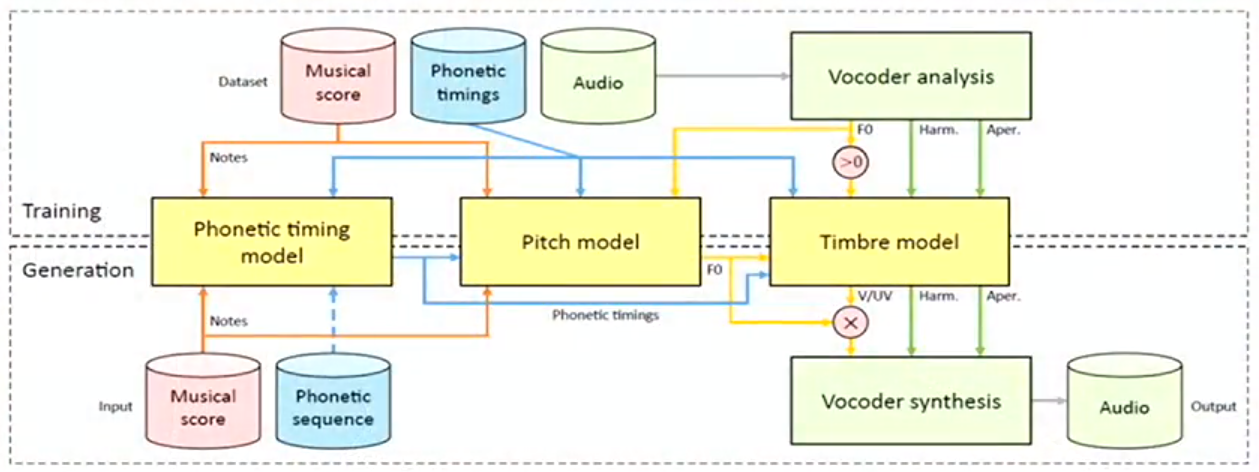 Dataset
Musical
score
Phonetic
timings
Audio
Vocoder analysis
Notes
F0
Harm.
Aper.
>0
Training
Phonetic timing
model
Pitch model
Timbre model
Generation
F0
Phonetic timings
V/UV
Harm.
Aper.
Notes
×
Input
Musical
score
Phonetic
sequence
Vocoder synthesis
Audio
Output